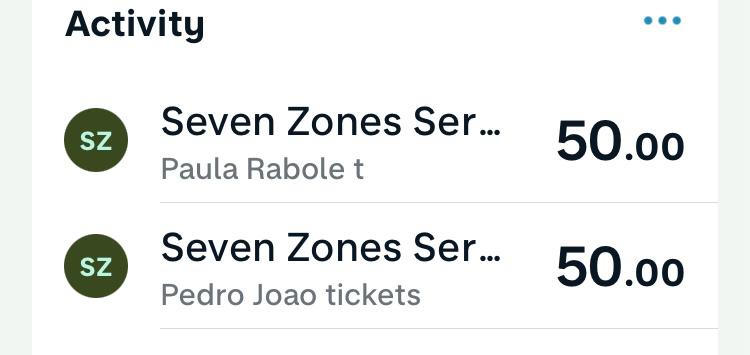 Activity
SZ Seven Zones Ser... 50.00
Paula Rabole t
SZ Seven Zones Ser... 50.00
Pedro Joao tickets